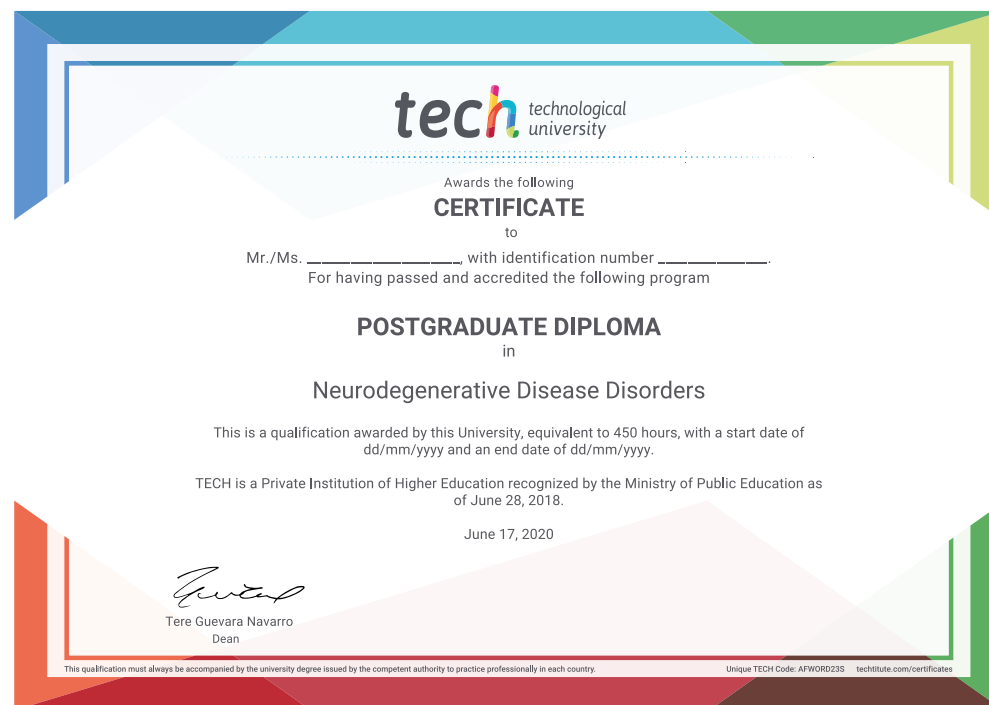 tech technological
university
Awards the following
CERTIFICATE
to
Mr./Ms. ____________________, with identification number ______________.
For having passed and accredited the following program
POSTGRADUATE DIPLOMA
in
Neurodegenerative Disease Disorders
This is a qualification awarded by this University, equivalent to 450 hours, with a start date of
dd/mm/yyyy and an end date of dd/mm/yyyy.
TECH is a Private Institution of Higher Education recognized by the Ministry of Public Education as
of June 28, 2018.
June 17, 2020
Tere Guevara Navarro
Dean
This qualification must always be accompanied by the university degree issued by the competent authority to practice professionally in each country.
Unique TECH Code: AFWORD23S techtitute.com/certificates